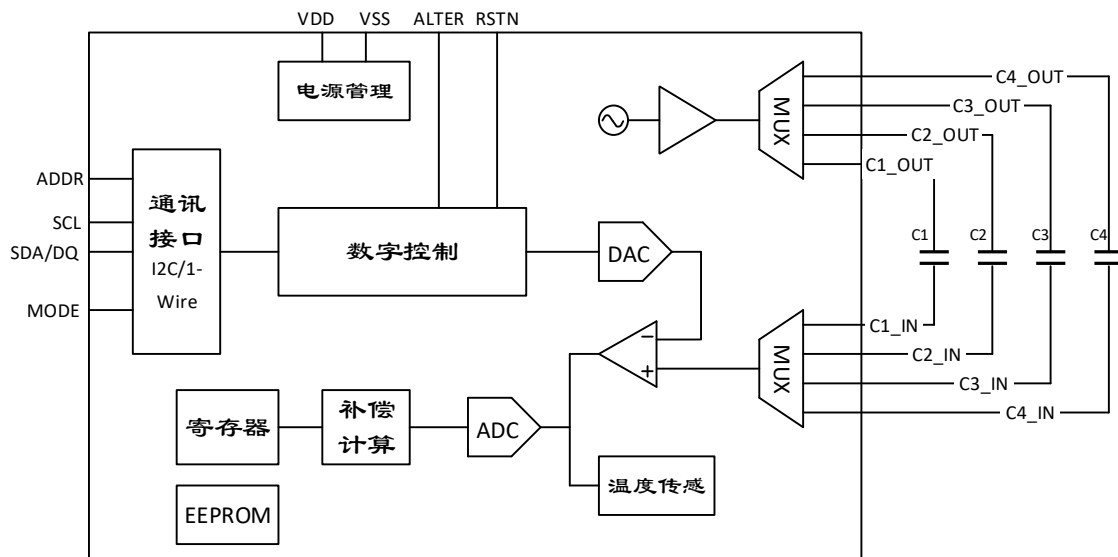 VDD VSS ALTER RSTN
电源管理
C4_OUT
C3_OUT
C2_OUT
C1_OUT
MUX
ADDR
SCL
SDA/DQ
MODE
通讯
接口
I2C/1-
Wire
数字控制
DAC
C1 C2 C3 C4
−
+
MUX
C1_IN
C2_IN
C3_IN
C4_IN
寄存器
补偿
计算
ADC
温度传感
EEPROM